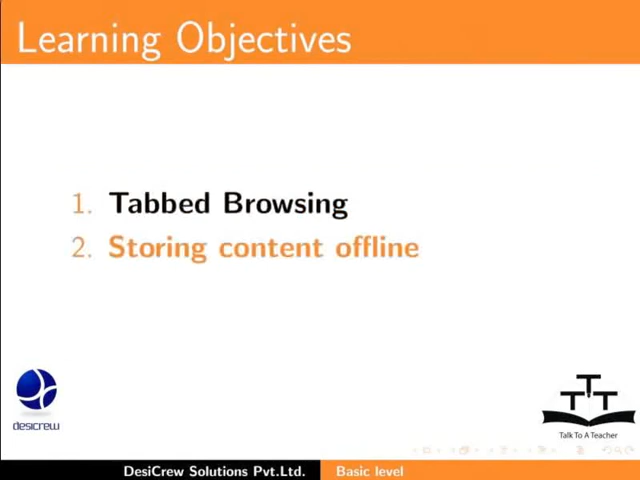 Learning Objectives
1. Tabbed Browsing
2. Storing content offline
desicrew
TTT
Talk To A Teacher
DesiCrew Solutions Pvt.Ltd. Basic level